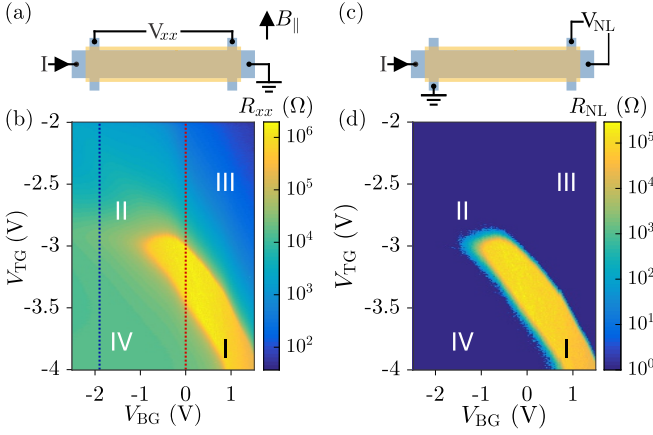 (a)
V_xx
B_∥
I
(c)
V_NL
I
(b)
R_xx (Ω)
-2
-2.5
-3
-3.5
-4
V_TG (V)
-2 -1 0 1
V_BG (V)
I
II
III
IV
10^6
10^5
10^4
10^3
10^2
(d)
R_NL (Ω)
-2
-2.5
-3
-3.5
-4
V_TG (V)
-2 -1 0 1
V_BG (V)
I
II
III
IV
10^5
10^4
10^3
10^2
10^1
10^0